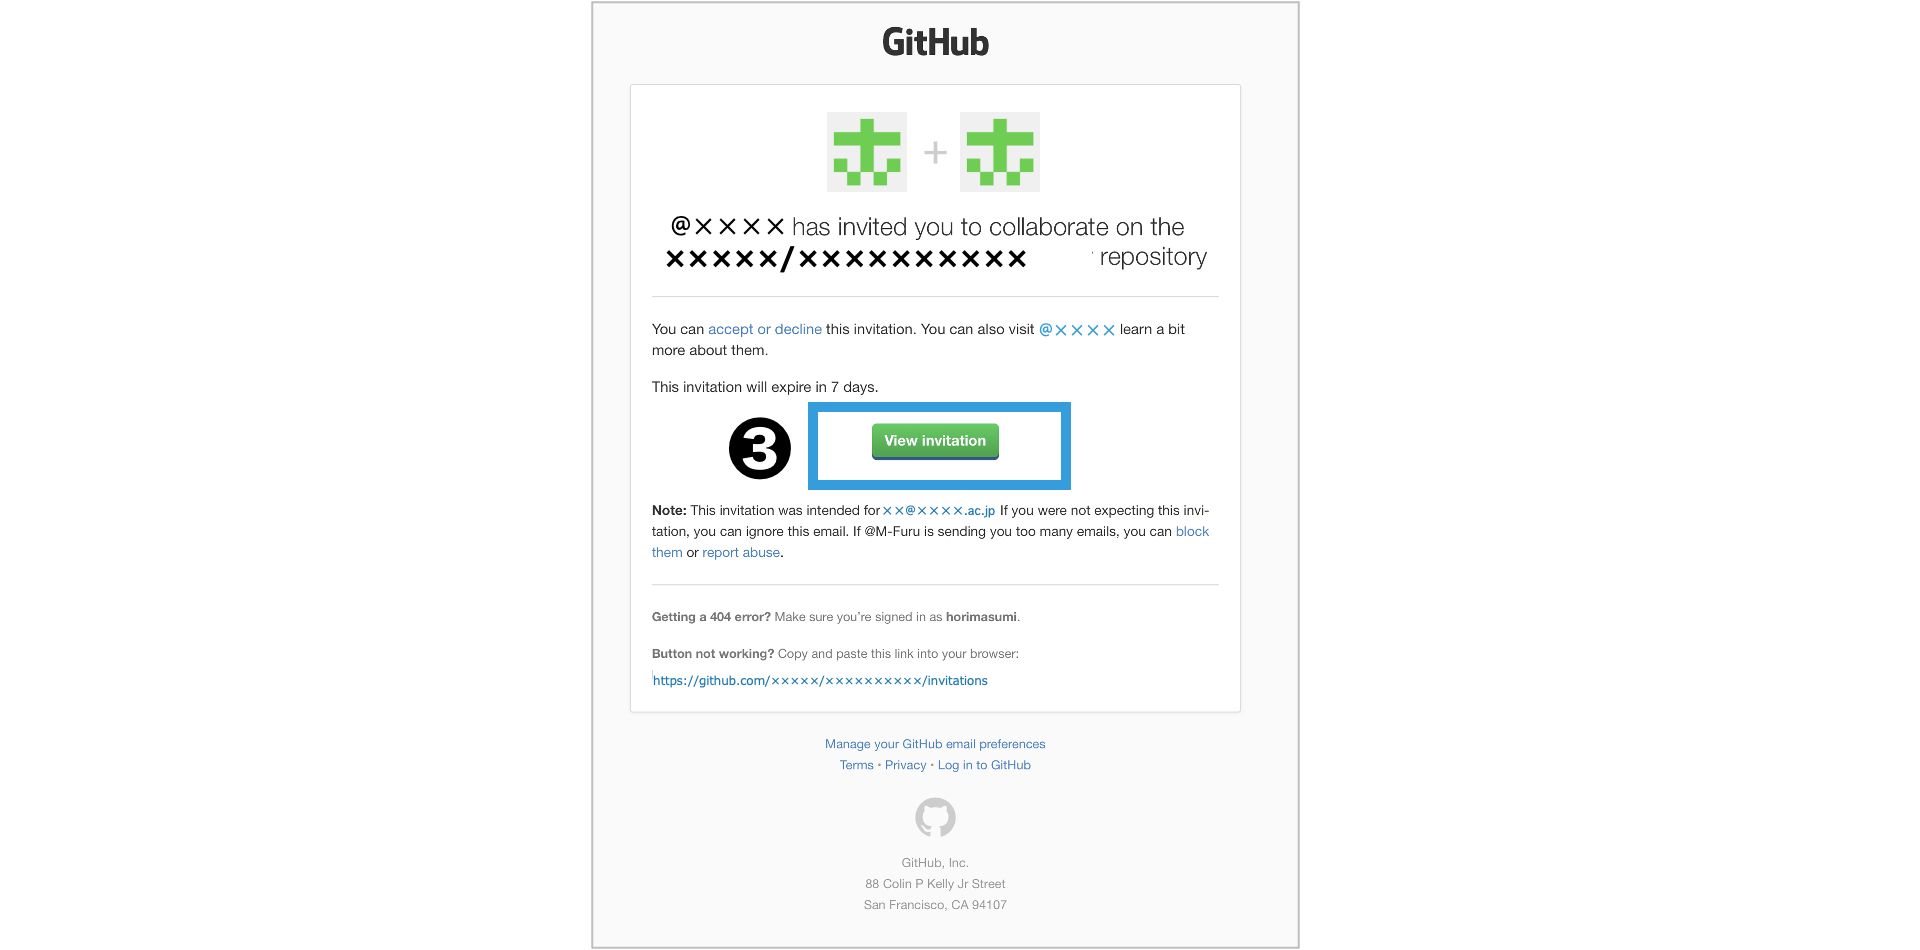 GitHub
+
@×××× has invited you to collaborate on the
×××××/×××××××××× repository
You can accept or decline this invitation. You can also visit @×××× learn a bit
more about them.
This invitation will expire in 7 days.
3
View invitation
Note: This invitation was intended for ××@××××.ac.jp If you were not expecting this invi-
tation, you can ignore this email. If @M-Furu is sending you too many emails, you can block
them or report abuse.
Getting a 404 error? Make sure you're signed in as horimasumi.
Button not working? Copy and paste this link into your browser:
https://github.com/×××××/××××××××××/invitations
Manage your GitHub email preferences
Terms • Privacy • Log in to GitHub
GitHub, Inc.
88 Colin P Kelly Jr Street
San Francisco, CA 94107